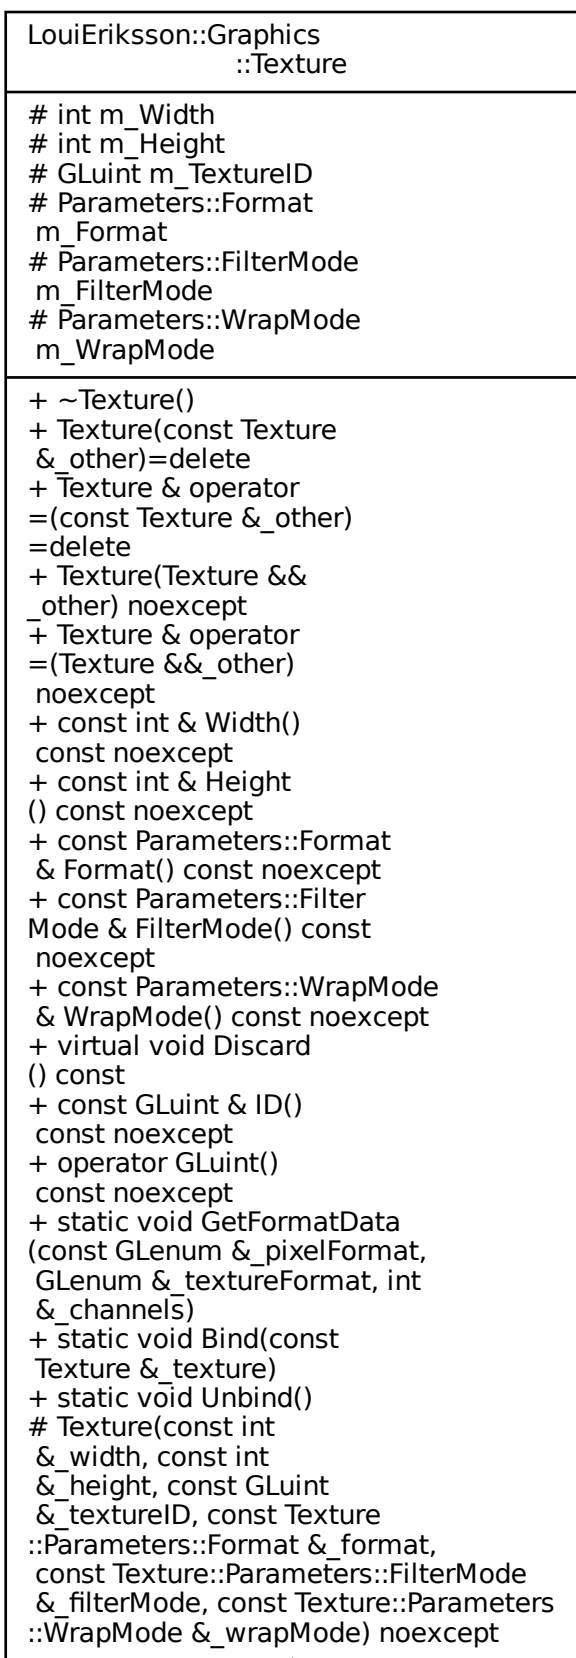 LouiEriksson::Graphics
::Texture
# int m_Width
# int m_Height
# GLuint m_TextureID
# Parameters::Format
m_Format
# Parameters::FilterMode
m_FilterMode
# Parameters::WrapMode
m_WrapMode
+ ~Texture()
+ Texture(const Texture
&_other)=delete
+ Texture & operator
=(const Texture &_other)
=delete
+ Texture(Texture &&
_other) noexcept
+ Texture & operator
=(Texture &&_other)
noexcept
+ const int & Width()
const noexcept
+ const int & Height
() const noexcept
+ const Parameters::Format
& Format() const noexcept
+ const Parameters::Filter
Mode & FilterMode() const
noexcept
+ const Parameters::WrapMode
& WrapMode() const noexcept
+ virtual void Discard
() const
+ const GLuint & ID()
const noexcept
+ operator GLuint()
const noexcept
+ static void GetFormatData
(const GLenum &_pixelFormat,
GLenum &_textureFormat, int
&_channels)
+ static void Bind(const
Texture &_texture)
+ static void Unbind()
# Texture(const int
&_width, const int
&_height, const GLuint
&_textureID, const Texture
::Parameters::Format &_format,
const Texture::Parameters::FilterMode
&_filterMode, const Texture::Parameters
::WrapMode &_wrapMode) noexcept